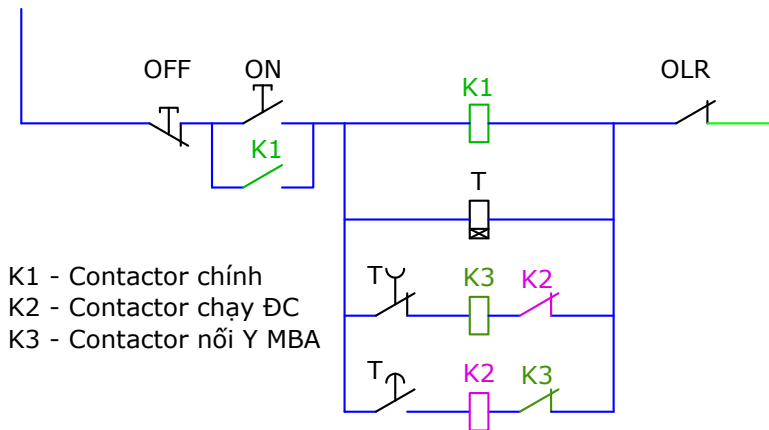 OFF
ON
K1
OLR
K1
T
K1 - Contactor chính
K2 - Contactor chạy ĐC
K3 - Contactor nối Y MBA
T
K3
K2
T
K2
K3